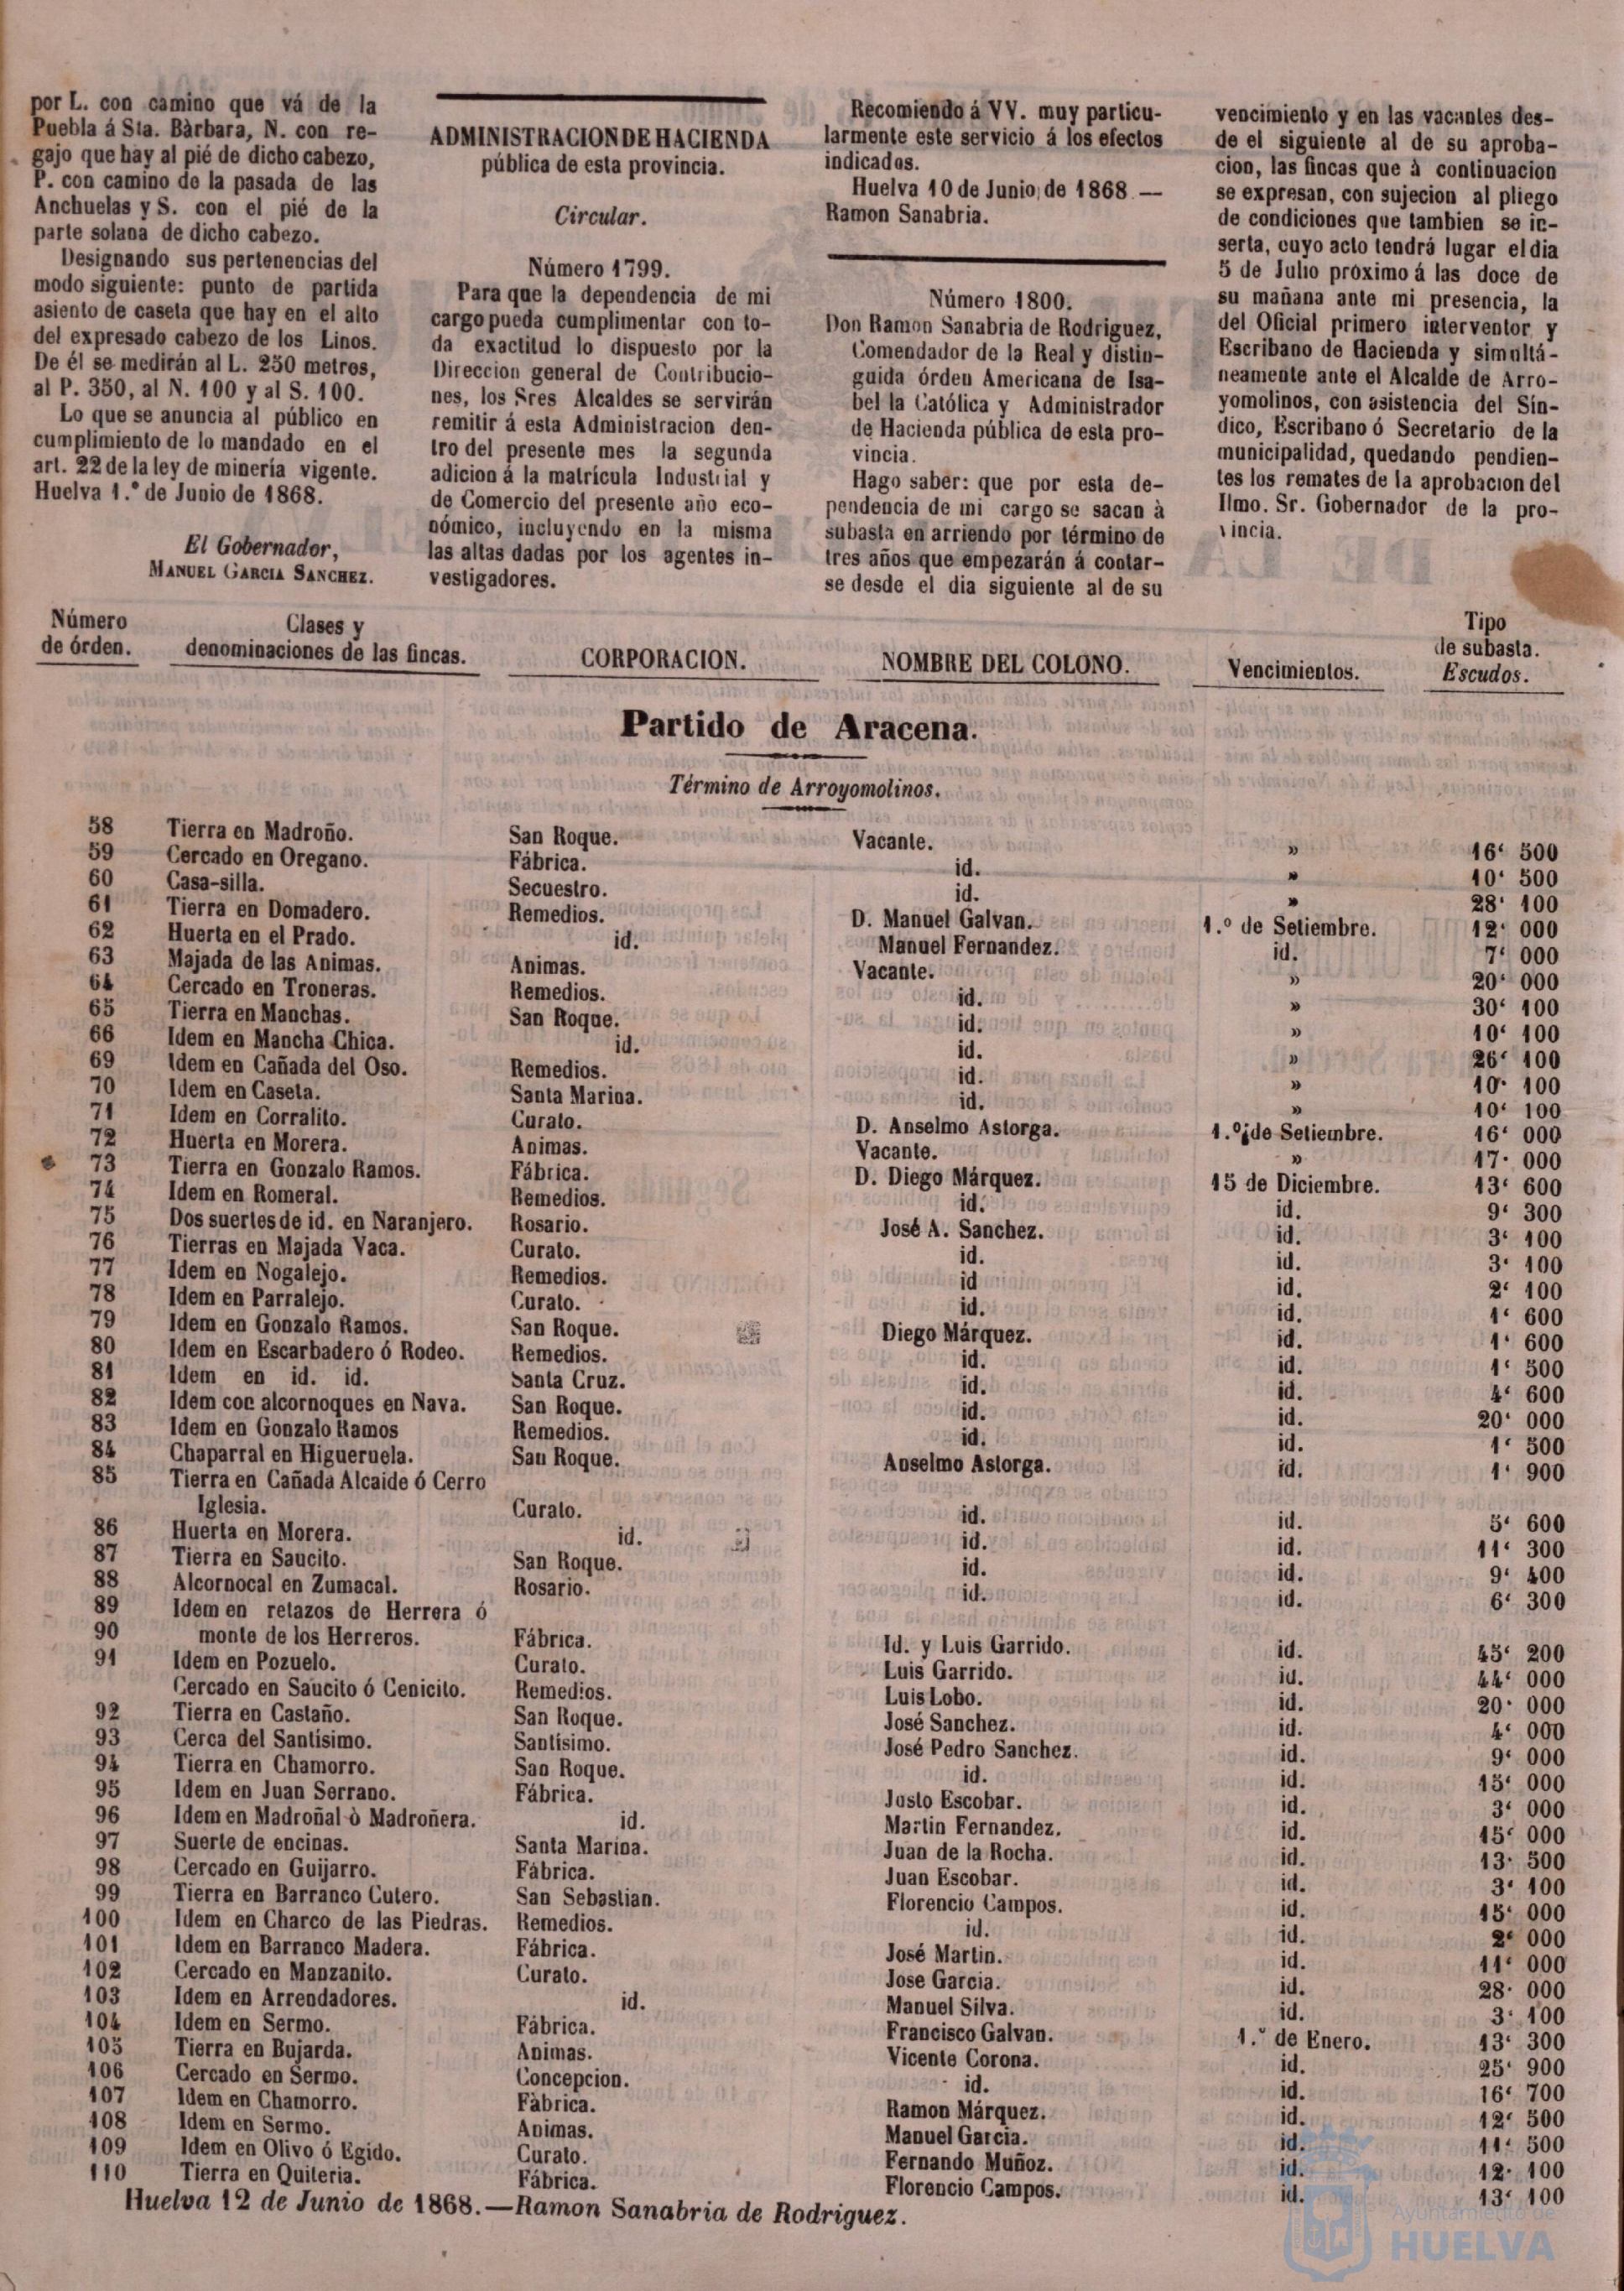 por L. con camino que vá de la
Puebla á Sta. Bàrbara, N. con re-
gajo que hay al pié de dicho cabezo,
P. con camino de la pasada de las
Anchuelas y S. con el pié de la
parte solana de dicho cabezo.
Designando sus pertenencias del
modo siguiente: punto de partida
asiento de caseta que hay en el alto
del expresado cabezo de los Linos.
De él se medirán al L. 250 metros,
al P. 350, al N. 100 y al S. 100.
Lo que se anuncia al público en
cumplimiento de lo mandado en el
art. 22 de la ley de minería vigente.
Huelva 1.º de Junio de 1868.
El Gobernador,
MANUEL GARCIA SANCHEZ.
ADMINISTRACION DE HACIENDA
pública de esta provincia.
Circular.
Número 1799.
Para que la dependencia de mi
cargo pueda cumplimentar con to-
da exactitud lo dispuesto por la
Direccion general de Contribucio-
nes, los Sres Alcaldes se servirán
remitir á esta Administracion den-
tro del presente mes la segunda
adicion á la matrícula Industrial y
de Comercio del presente año eco-
nómico, incluyendo en la misma
las altas dadas por los agentes in-
vestigadores.
Recomiendo á VV. muy particu-
larmente este servicio á los efectos
indicados.
Huelva 10 de Junio de 1868.—
Ramon Sanabria.
Número 1800.
Don Ramon Sanabria de Rodriguez,
Comendador de la Real y distin-
guida órden Americana de Isa-
bel la Católica y Administrador
de Hacienda pública de esta pro-
vincia.
Hago saber: que por esta de-
pendencia de mi cargo se sacan à
subasta en arriendo por término de
tres años que empezarán á contar-
se desde el dia siguiente al de su
vencimiento y en las vacantes des-
de el siguiente al de su aproba-
cion, las fincas que à continuacion
se expresan, con sujecion al pliego
de condiciones que tambien se in-
serta, cuyo acto tendrá lugar el dia
5 de Julio próximo á las doce de
su mañana ante mi presencia, la
del Oficial primero interventor y
Escribano de Hacienda y simultá-
neamente ante el Alcalde de Arro-
yomolinos, con asistencia del Sín-
dico, Escribano ó Secretario de la
municipalidad, quedando pendien-
tes los remates de la aprobacion del
Ilmo. Sr. Gobernador de la pro-
vincia.
Número de órden. Clases y denominaciones de las fincas. CORPORACION. NOMBRE DEL COLONO. Vencimientos. Tipo de subasta. Escudos.
Partido de Aracena.
Término de Arroyomolinos.
58 Tierra en Madroño. San Roque. Vacante. » 16‘ 500
59 Cercado en Oregano. Fábrica. id. » 10‘ 500
60 Casa-silla. Secuestro. id. » 28‘ 100
61 Tierra en Domadero. Remedios. D. Manuel Galvan. 1.º de Setiembre. 12‘ 000
62 Huerta en el Prado. id. Manuel Fernandez. id. 7‘ 000
63 Majada de las Animas. Animas. Vacante. » 20‘ 000
64 Cercado en Troneras. Remedios. id. » 30‘ 100
65 Tierra en Manchas. San Roque. id. » 10‘ 100
66 Idem en Mancha Chica. id. id. » 26‘ 100
69 Idem en Cañada del Oso. Remedios. id. » 10‘ 100
70 Idem en Caseta. Santa Marina. id. » 10‘ 100
71 Idem en Corralito. Curato. D. Anselmo Astorga. 1.º de Setiembre. 16‘ 000
72 Huerta en Morera. Animas. Vacante. » 17‘ 000
73 Tierra en Gonzalo Ramos. Fábrica. D. Diego Márquez. 15 de Diciembre. 13‘ 600
74 Idem en Romeral. Remedios. id. id. 9‘ 300
75 Dos suertes de id. en Naranjero. Rosario. José A. Sanchez. id. 3‘ 100
76 Tierras en Majada Vaca. Curato. id. id. 3‘ 100
77 Idem en Nogalejo. Remedios. id id. 2‘ 100
78 Idem en Parralejo. Curato. id. id. 1‘ 600
79 Idem en Gonzalo Ramos. San Roque. Diego Márquez. id. 1‘ 600
80 Idem en Escarbadero ó Rodeo. Remedios. id. id. 1‘ 500
81 Idem en id. id. Santa Cruz. id. id. 4‘ 600
82 Idem con alcornoques en Nava. San Roque. id. id. 20‘ 000
83 Idem en Gonzalo Ramos Remedios. id. id. 1‘ 500
84 Chaparral en Higueruela. San Roque. Anselmo Astorga. id. 1‘ 900
85 Tierra en Cañada Alcaide ó Cerro
Iglesia. Curato. id. id. 5‘ 600
86 Huerta en Morera. id. id. id. 11‘ 300
87 Tierra en Saucito. San Roque. id. id. 9‘ 400
88 Alcornocal en Zumacal. Rosario. id. id. 6‘ 300
89 Idem en retazos de Herrera ó
90 monte de los Herreros. Fábrica. Id. y Luis Garrido. id. 45‘ 200
91 Idem en Pozuelo. Curato. Luis Garrido. id. 44‘ 000
Cercado en Saucito ó Cenicito. Remedios. Luis Lobo. id. 20‘ 000
92 Tierra en Castaño. San Roque. José Sanchez. id. 4‘ 000
93 Cerca del Santísimo. Santísimo. José Pedro Sanchez. id. 9‘ 000
94 Tierra en Chamorro. San Roque. id. id. 15‘ 000
95 Idem en Juan Serrano. Fábrica. Justo Escobar. id. 3‘ 000
96 Idem en Madroñal ò Madroñera. id. Martin Fernandez. id. 15‘ 000
97 Suerte de encinas. Santa Marina. Juan de la Rocha. id. 13‘ 500
98 Cercado en Guijarro. Fábrica. Juan Escobar. id. 3‘ 100
99 Tierra en Barranco Cutero. San Sebastian. Florencio Campos. id. 15‘ 000
100 Idem en Charco de las Piedras. Remedios. id. id. 2‘ 000
101 Idem en Barranco Madera. Fábrica. José Martin. id. 11‘ 000
102 Cercado en Manzanito. Curato. Jose Garcia. id. 28‘ 000
103 Idem en Arrendadores. id. Manuel Silva. id. 3‘ 100
104 Idem en Sermo. Fábrica. Francisco Galvan. 1.º de Enero. 13‘ 300
105 Tierra en Bujarda. Animas. Vicente Corona. id. 25‘ 900
106 Cercado en Sermo. Concepcion. id. id. 16‘ 700
107 Idem en Chamorro. Fàbrica. Ramon Márquez. id. 12‘ 500
108 Idem en Sermo. Animas. Manuel Garcia. id. 11‘ 500
109 Idem en Olivo ó Egido. Curato. Fernando Muñoz. id. 12‘ 100
110 Tierra en Quiteria. Fábrica. Florencio Campos. id. 13‘ 100
Huelva 12 de Junio de 1868.—Ramon Sanabria de Rodriguez.
Ayuntamiento de
HUELVA